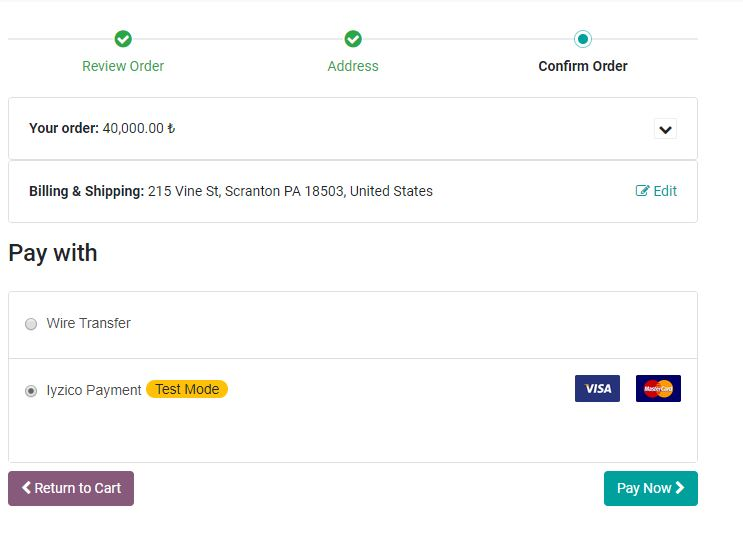 Review Order Address Confirm Order
Your order: 40,000.00 ₺
Billing & Shipping: 215 Vine St, Scranton PA 18503, United States Edit
Pay with
Wire Transfer
Iyzico Payment Test Mode VISA MasterCard
Return to Cart Pay Now